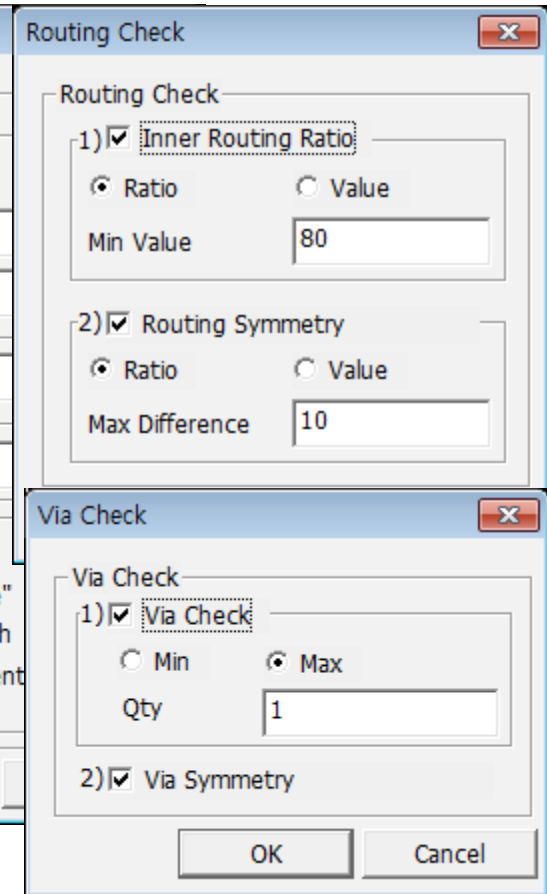 Routing Check
Routing Check
1) Inner Routing Ratio
Ratio Value
Min Value 80
2) Routing Symmetry
Ratio Value
Max Difference 10
Via Check
"
h
ent
Via Check
1) Via Check
Min Max
Qty 1
2) Via Symmetry
OK Cancel